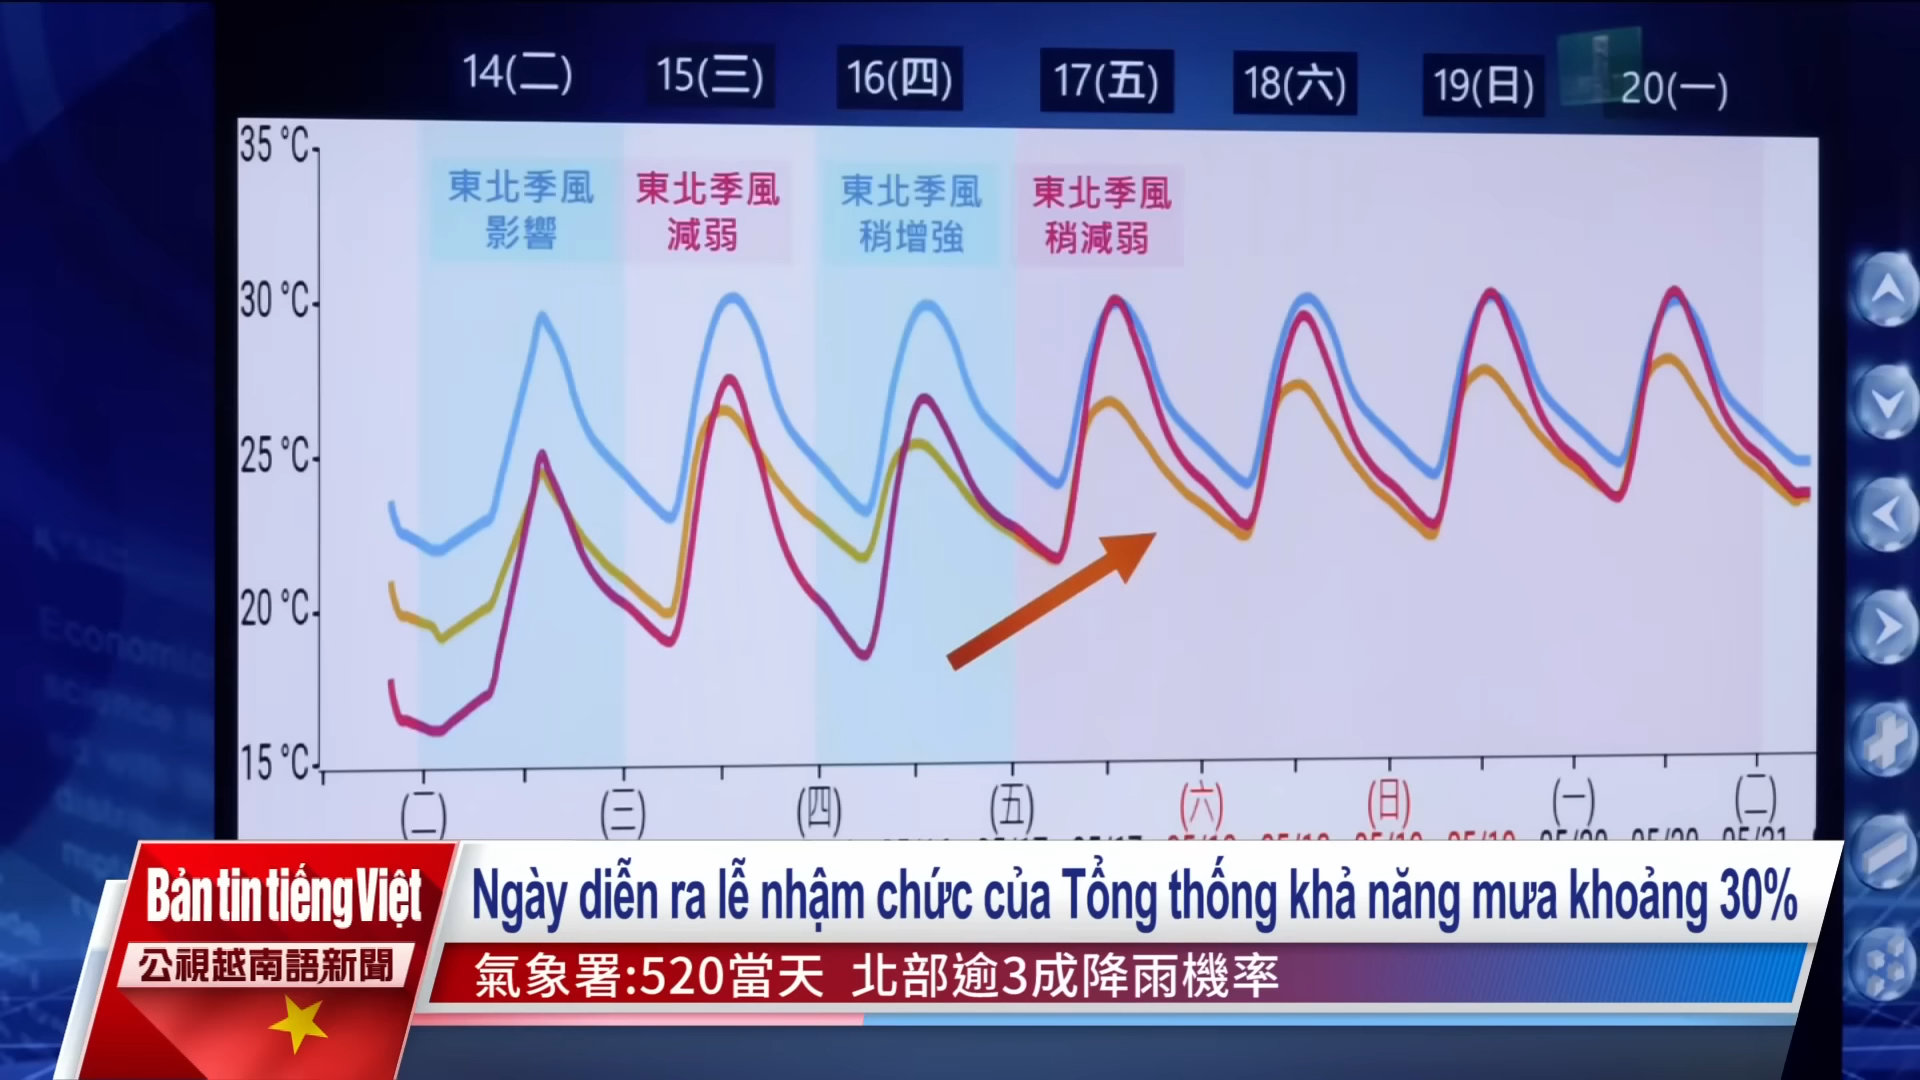 14(二) 15(三) 16(四) 17(五) 18(六) 19(日) 20(一)
35°C
東北季風 東北季風 東北季風 東北季風
影響 減弱 稍增強 稍減弱
30°C
25°C
20°C
15°C
(二) (三) (四) (五) (六) (日) (一) (二)
Economic
science
Bản tin tiếng Việt
公視越南語新聞
Ngày diễn ra lễ nhậm chức của Tổng thống khả năng mưa khoảng 30%
氣象署:520當天 北部逾3成降雨機率